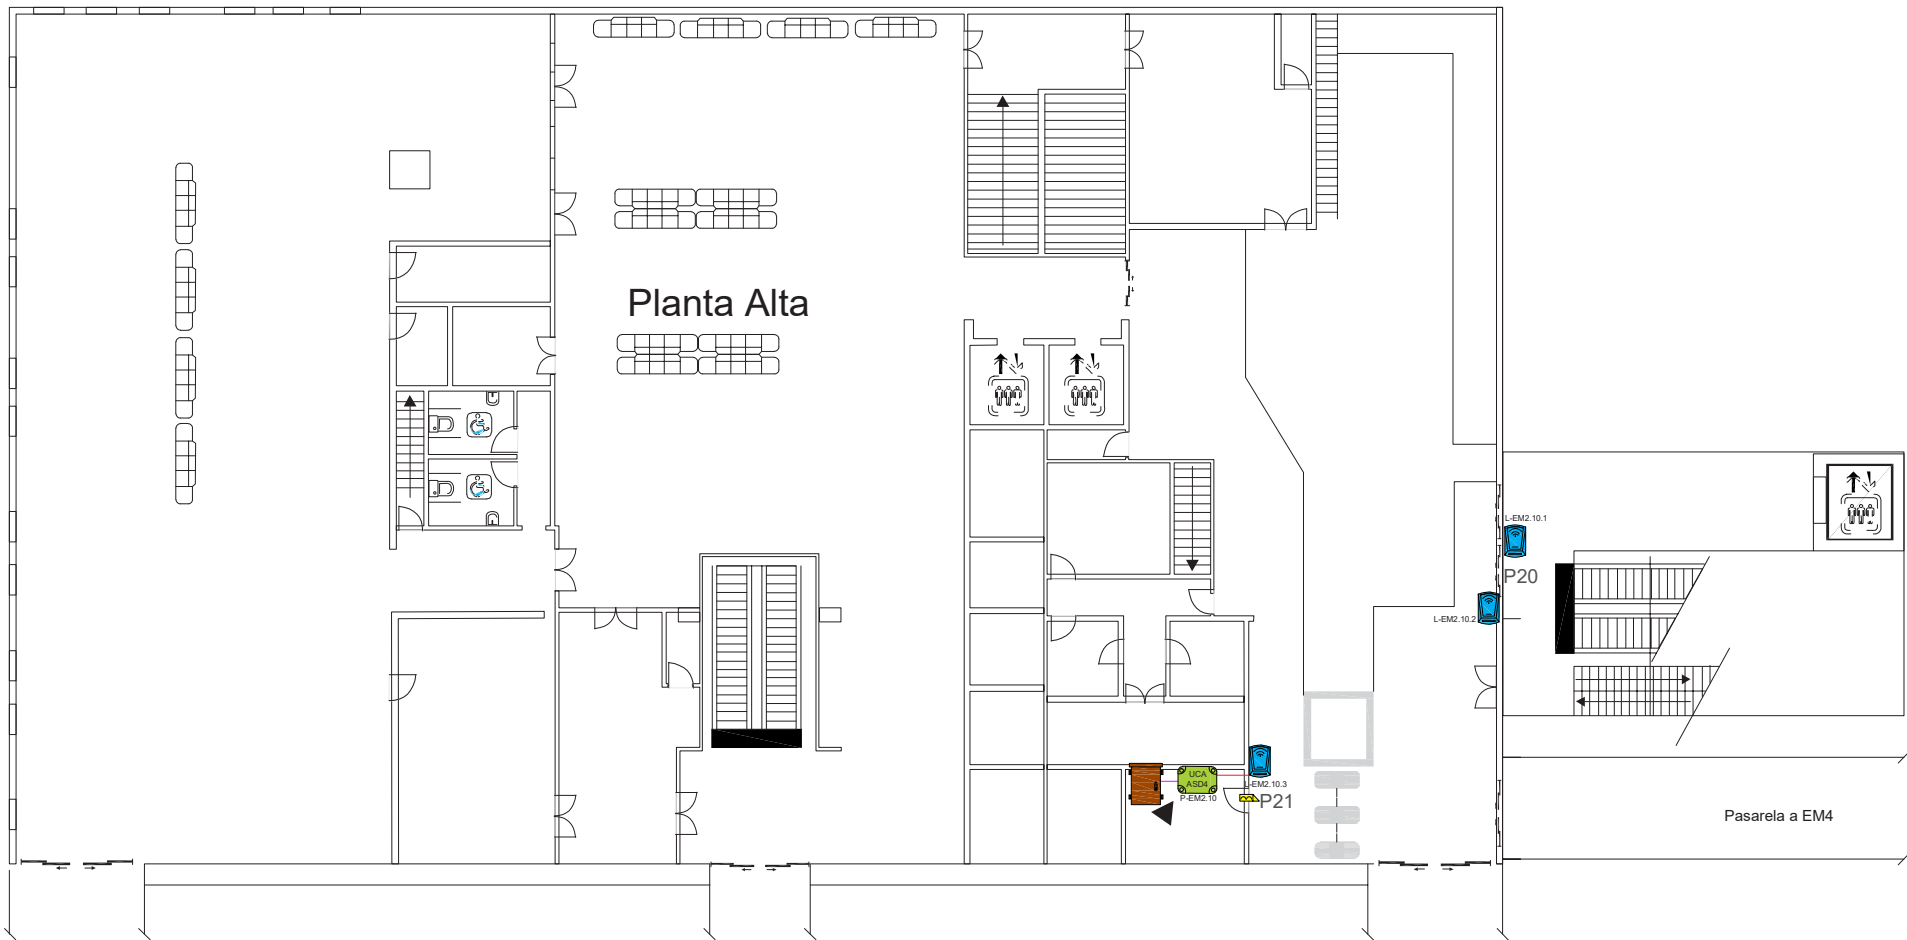 Planta Alta
L-EM2.10.1
P20
L-EM2.10.2
UCA
ASD4
P-EM2.10
L-EM2.10.3
P21
Pasarela a EM4